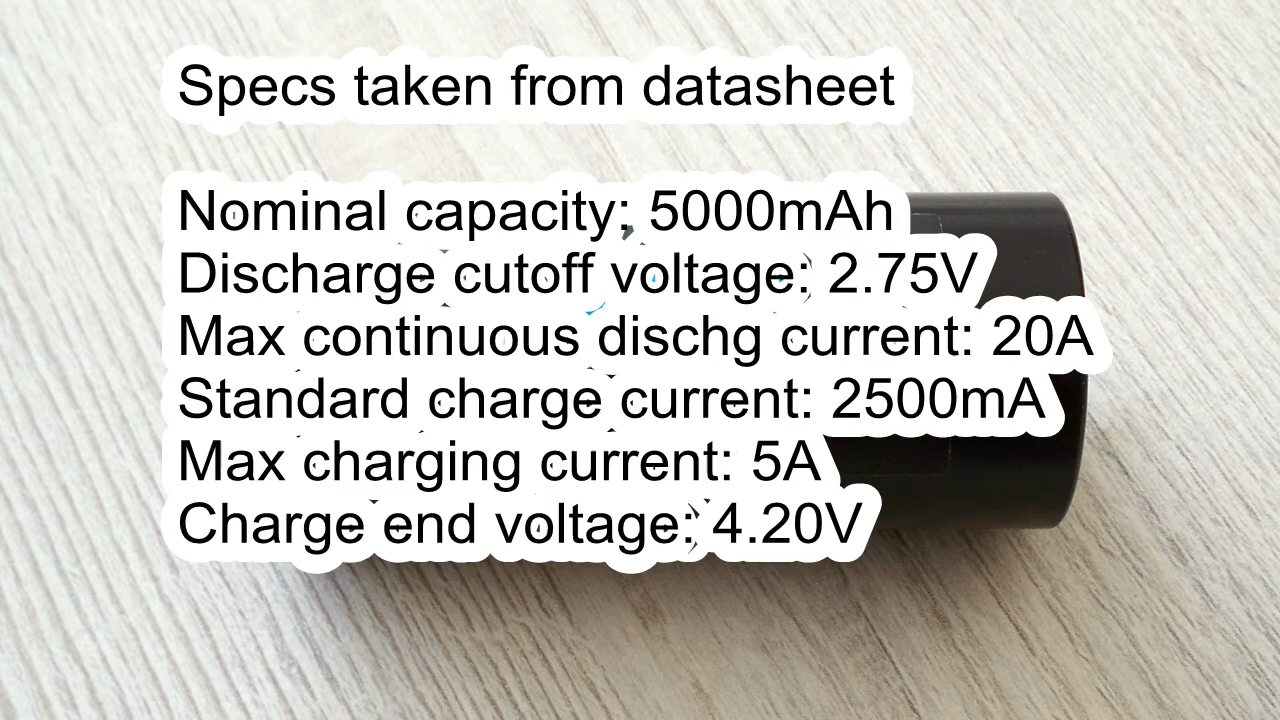 Specs taken from datasheet
Nominal capacity: 5000mAh
Discharge cutoff voltage: 2.75V
Max continuous dischg current: 20A
Standard charge current: 2500mA
Max charging current: 5A
Charge end voltage: 4.20V